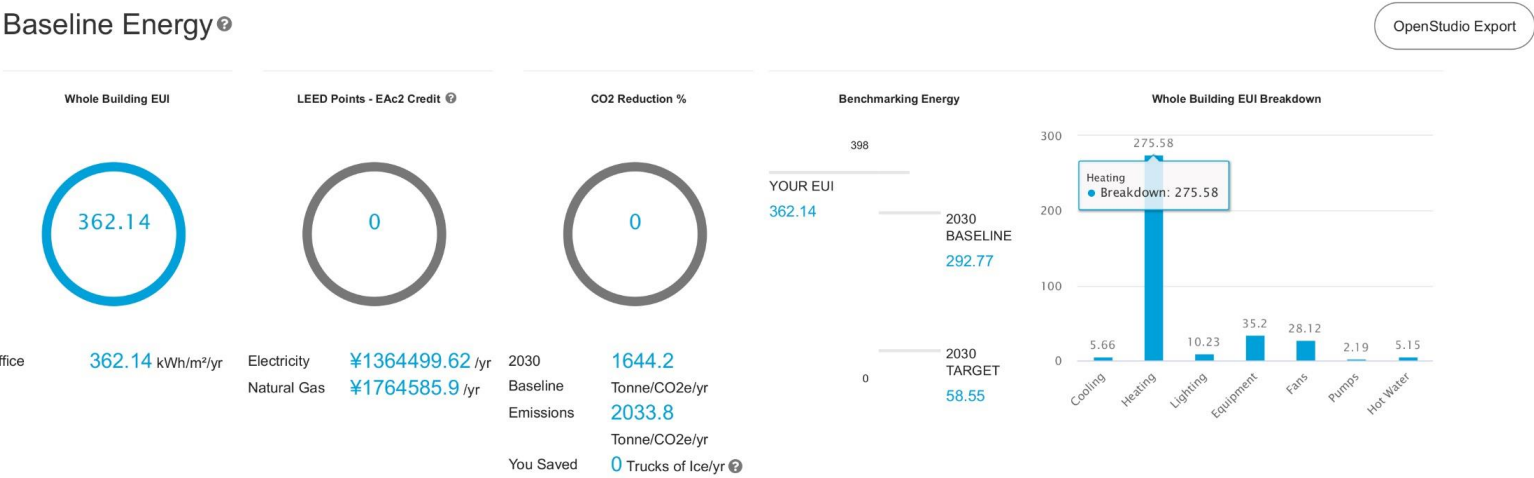 Baseline Energy
OpenStudio Export
Whole Building EUI
362.14
ffice 362.14 kWh/m²/yr
LEED Points - EAc2 Credit
0
Electricity ¥1364499.62 /yr
Natural Gas ¥1764585.9 /yr
CO2 Reduction %
0
2030 1644.2
Baseline Tonne/CO2e/yr
Emissions 2033.8
Tonne/CO2e/yr
You Saved 0 Trucks of Ice/yr
Benchmarking Energy
398
YOUR EUI
362.14
2030
BASELINE
292.77
2030
TARGET
0
58.55
Whole Building EUI Breakdown
300
275.58
Heating
Breakdown: 275.58
200
100
35.2
28.12
10.23
5.66
2.19
5.15
0
Cooling
Heating
Lighting
Equipment
Fans
Pumps
Hot Water